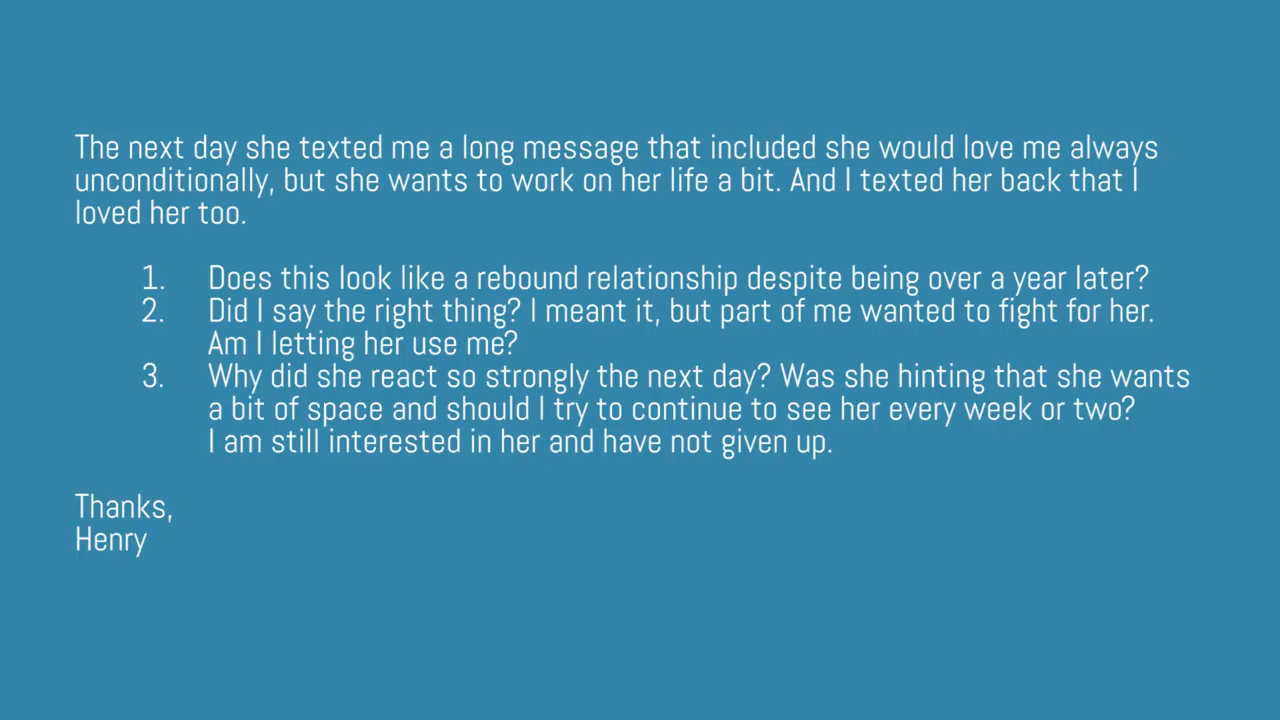 The next day she texted me a long message that included she would love me always
unconditionally, but she wants to work on her life a bit. And I texted her back that I
loved her too.
1. Does this look like a rebound relationship despite being over a year later?
2. Did I say the right thing? I meant it, but part of me wanted to fight for her.
Am I letting her use me?
3. Why did she react so strongly the next day? Was she hinting that she wants
a bit of space and should I try to continue to see her every week or two?
I am still interested in her and have not given up.
Thanks,
Henry